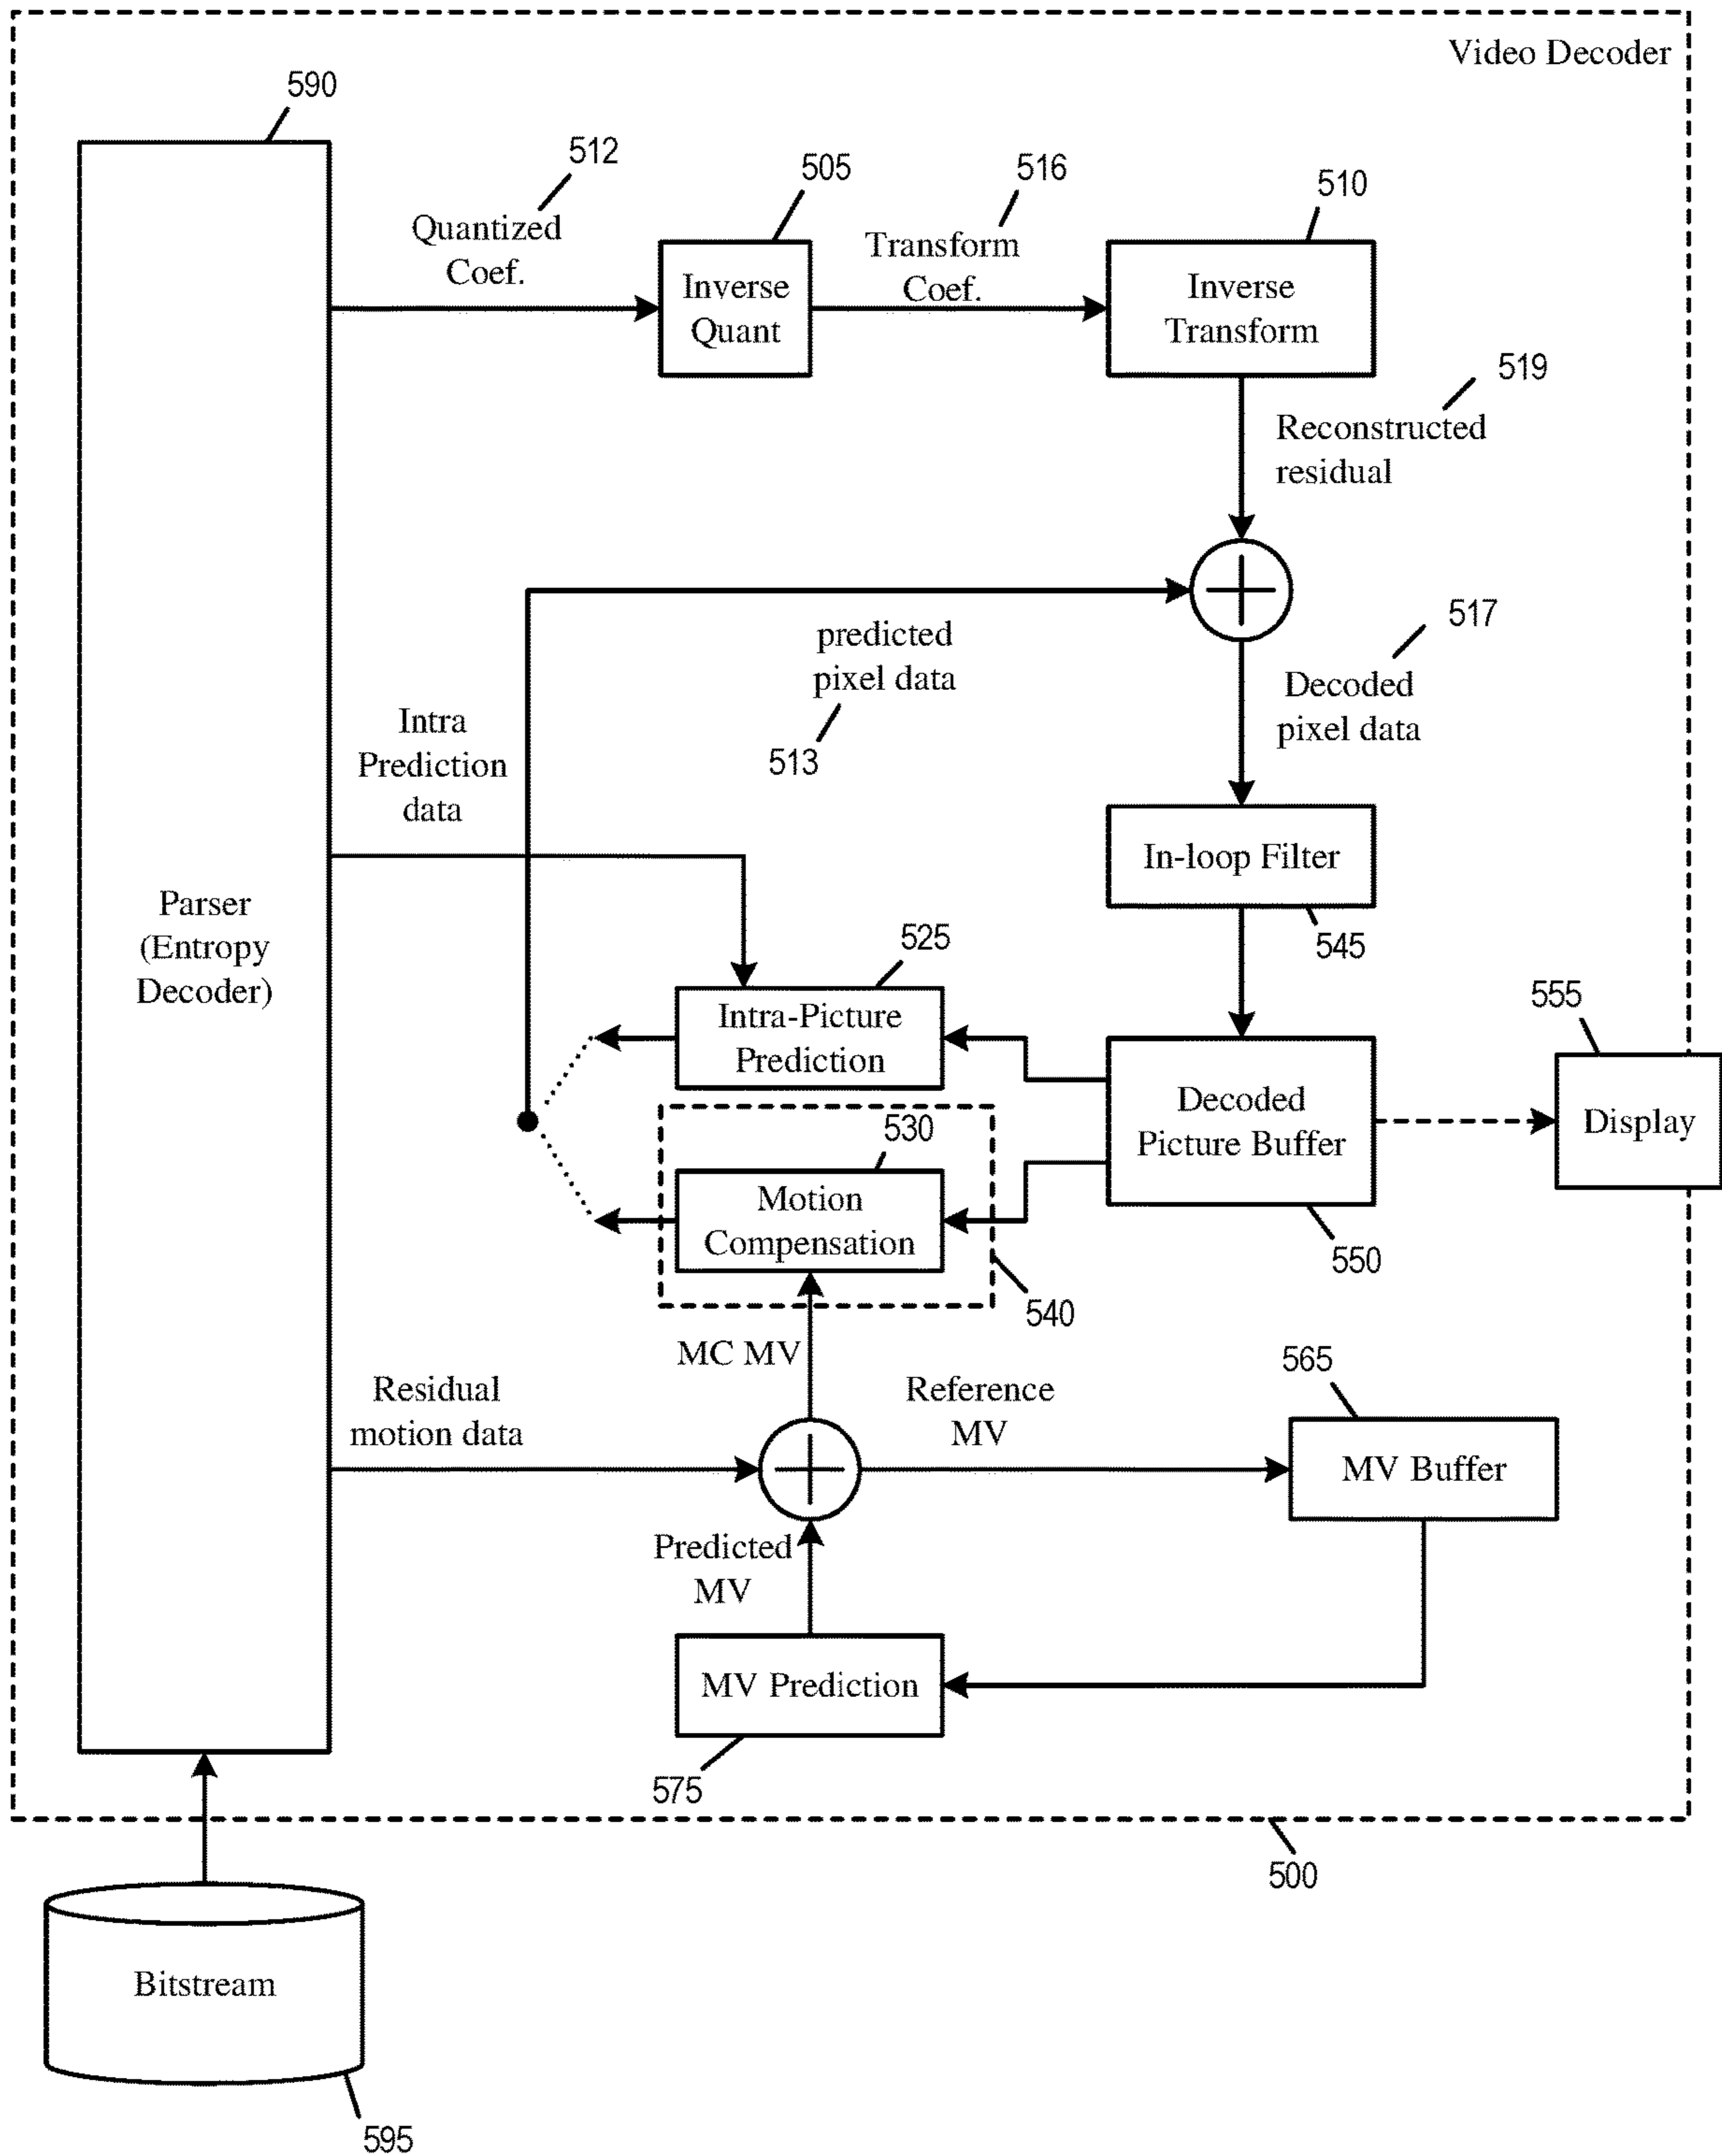 Video Decoder
590
512
505
516
510
Quantized
Coef.
Inverse
Quant
Transform
Coef.
Inverse
Transform
519
Reconstructed
residual
predicted
pixel data
513
517
Decoded
pixel data
Intra
Prediction
data
Parser
(Entropy
Decoder)
In-loop Filter
545
525
Intra-Picture
Prediction
555
Decoded
Picture Buffer
Display
530
Motion
Compensation
550
540
MC MV
565
Residual
motion data
Reference
MV
MV Buffer
Predicted
MV
MV Prediction
575
500
Bitstream
595